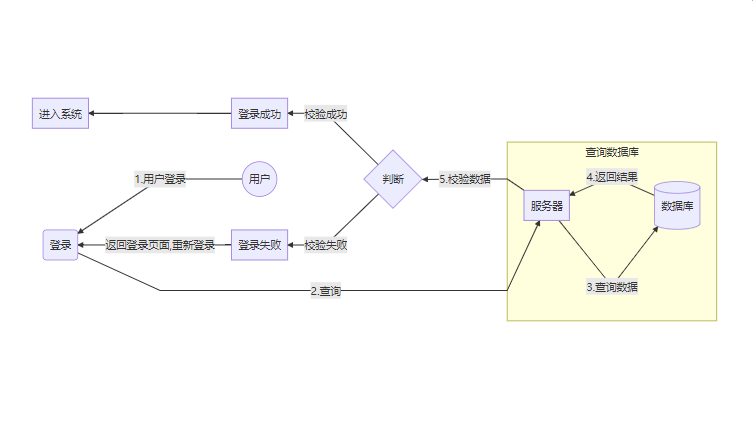 进入系统
登录成功
校验成功
查询数据库
1.用户登录
用户
判断
5.校验数据
4.返回结果
服务器
数据库
登录
返回登录页面,重新登录
登录失败
校验失败
2.查询
3.查询数据